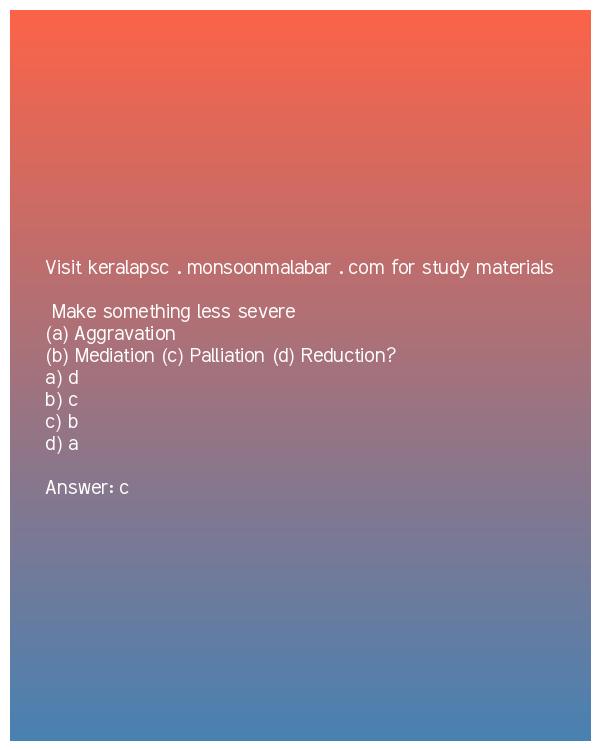 Visit keralapsc . monsoonmalabar . com for study materials
Make something less severe
(a) Aggravation
(b) Mediation (c) Palliation (d) Reduction?
a) d
b) c
c) b
d) a
Answer: c